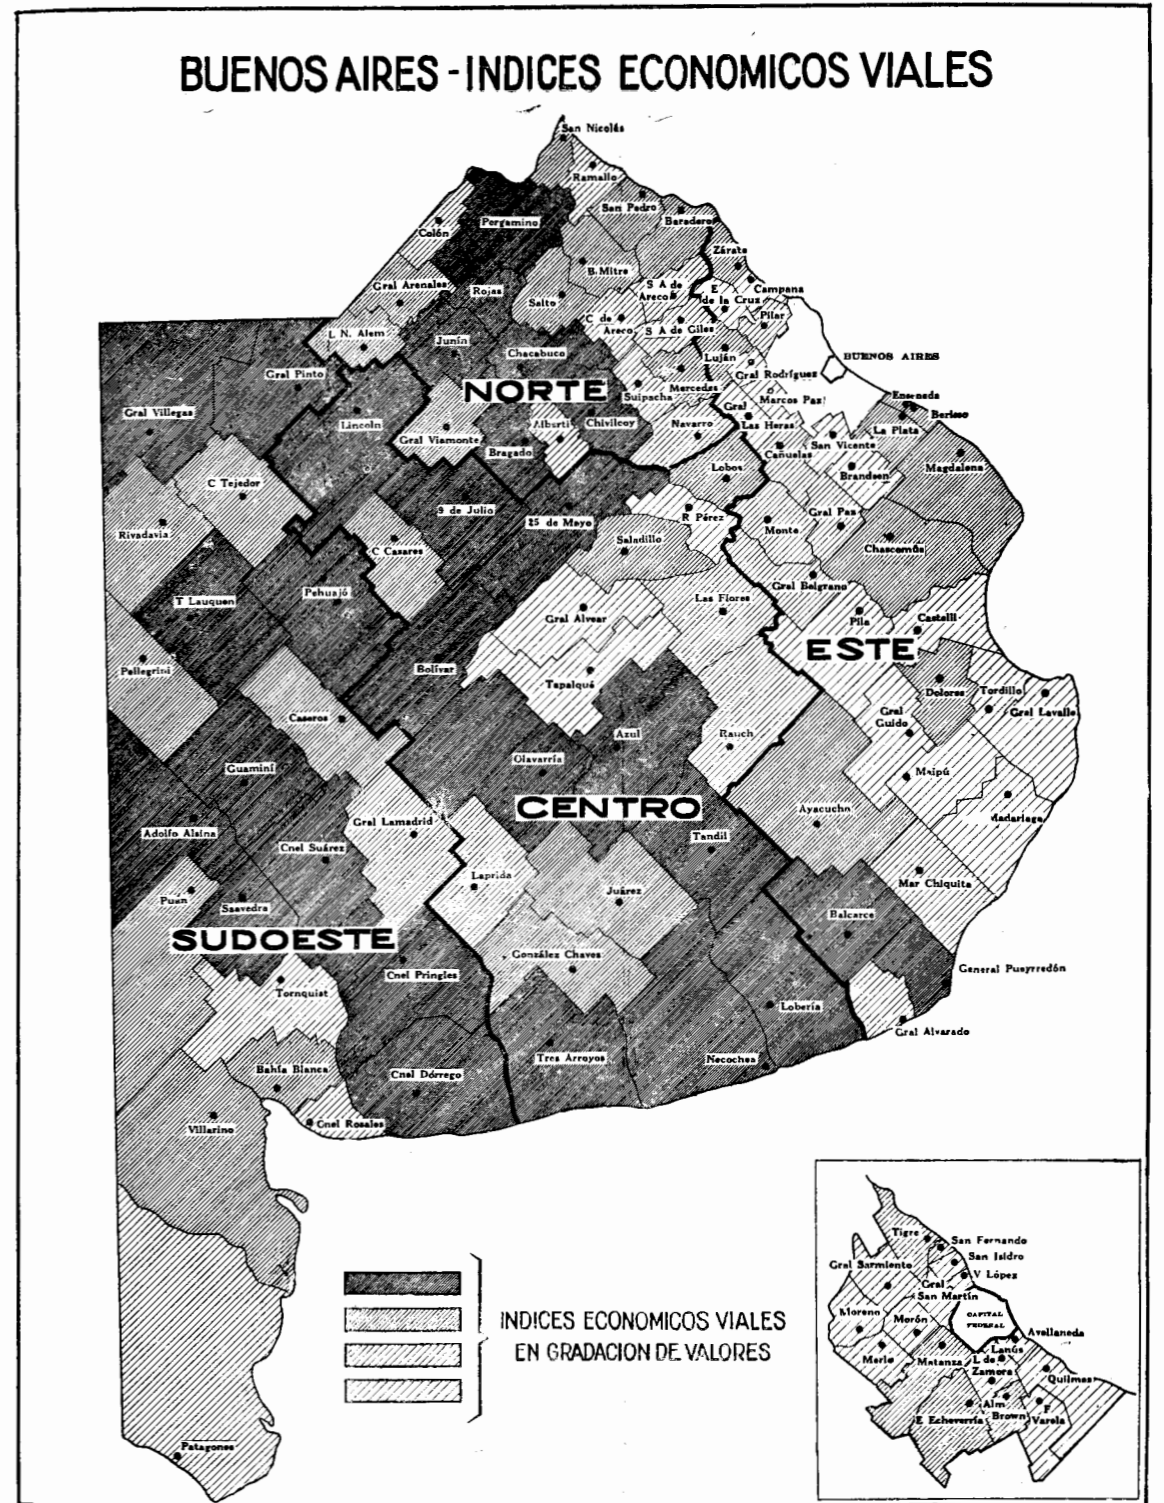 BUENOS AIRES - INDICES ECONOMICOS VIALES
San Nicolás
Ramallo
San Pedro
Baradero
Pergamino
Colón
Zárate
Gral Arenales
Rojas
Salto
B. Mitre
S A de
Areco
E
de la Cruz
Campana
Pilar
C de
Areco
S A de Giles
L N. Alem
Junín
Chacabuco
Luján
BUENOS AIRES
Gral Pinto
NORTE
Suipacha
Mercedes
Gral Rodríguez
Marcos Paz
Ensenada
Berisso
Gral Villegas
Lincoln
Gral Viamonte
Alberti
Chivilcoy
Navarro
Gral
Las Heras
La Plata
Bragado
Cañuelas
San Vicente
Brandsen
Magdalena
C Tejedor
Lobos
Rivadavia
9 de Julio
25 de Mayo
R Pérez
Monte
Gral Paz
C Casares
Saladillo
Chascomús
T Lauquen
Pehuajó
Gral Belgrano
Las Flores
Gral Alvear
Pila
Castelli
ESTE
Pellegrini
Bolívar
Tapalqué
Dolores
Tordillo
Gral Lavalle
Caseros
Gral
Guido
Azul
Rauch
Guaminí
Olavarría
Maipú
CENTRO
Ayacucho
Madariaga
Adolfo Alsina
Gral Lamadrid
Tandil
Cnel Suárez
Laprida
Juárez
Mar Chiquita
Puán
Saavedra
Balcarce
SUDOESTE
González Chaves
General Pueyrredón
Cnel Pringles
Tornquist
Lobería
Gral Alvarado
Bahía Blanca
Cnel Dórrego
Tres Arroyos
Necochea
Cnel Rosales
Villarino
Patagones
INDICES ECONOMICOS VIALES
EN GRADACION DE VALORES
Tigre
San Fernando
San Isidro
V López
Gral Sarmiento
Gral
San Martín
CAPITAL
FEDERAL
Moreno
Morón
Avellaneda
Lanús
Merlo
Matanza
L de
Zamora
Quilmes
E Echeverría
Alm
Brown
F
Varela